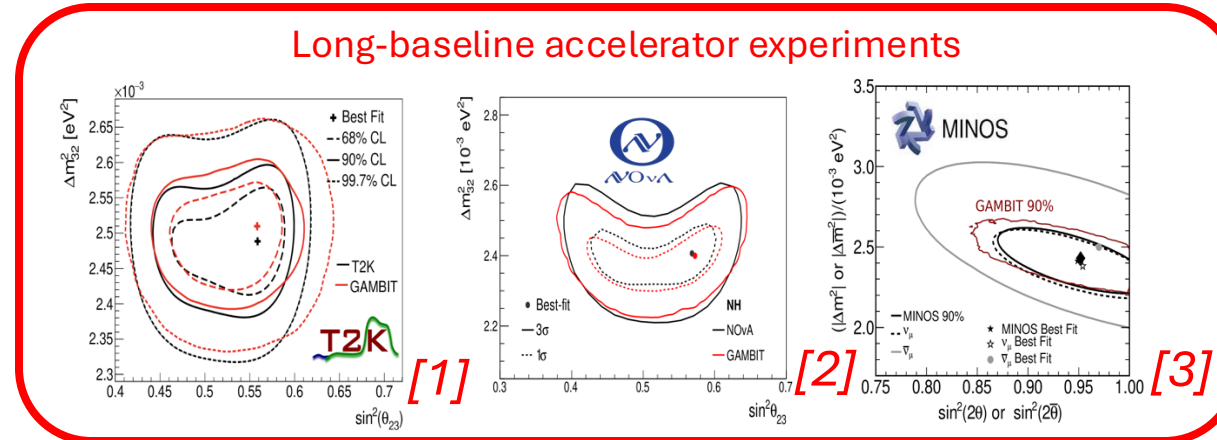 Long-baseline accelerator experiments
×10⁻³
Δm²₃₂ [eV²]
2.65
2.6
2.55
2.5
2.45
2.4
2.35
2.3
0.4
0.45
0.5
0.55
0.6
0.65
0.7
sin²(θ₂₃)
Best Fit
68% CL
90% CL
99.7% CL
T2K
GAMBIT
T2K
[1]
Δm²₃₂ [10⁻³ eV²]
2.8
2.6
2.4
2.2
0.3
0.4
0.5
0.6
0.7
sin²θ₂₃
NOvA
Best-fit
3σ
1σ
NH
NOvA
GAMBIT
[2]
(|Δm²| or |Δm̅²|)/(10⁻³ eV²)
3.5
3.0
2.5
2.0
0.75
0.80
0.85
0.90
0.95
1.00
sin²(2θ) or sin²(2θ̅)
MINOS
GAMBIT 90%
MINOS 90%
νμ
ν̅μ
MINOS Best Fit
νμ Best Fit
ν̅μ Best Fit
[3]